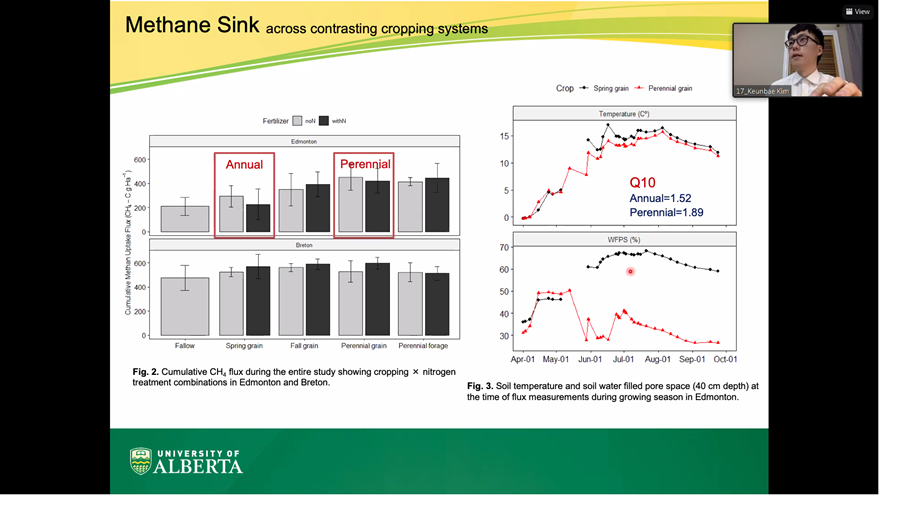 View
Methane Sink across contrasting cropping systems
17_Keunbae Kim
Fertilizer noN withN
Edmonton
Annual
Perennial
600
400
200
0
Breton
600
400
200
0
Cumulative Methan Uptake Flux (CH₄ – C g Ha⁻¹)
Fallow Spring grain Fall grain Perennial grain Perennial forage
Fig. 2. Cumulative CH₄ flux during the entire study showing cropping × nitrogen
treatment combinations in Edmonton and Breton.
Crop Spring grain Perennial grain
Temperature (C°)
15
10
5
0
Q10
Annual=1.52
Perennial=1.89
WFPS (%)
70
60
50
40
30
Apr-01 May-01 Jun-01 Jul-01 Aug-01 Sep-01 Oct-01
Fig. 3. Soil temperature and soil water filled pore space (40 cm depth) at
the time of flux measurements during growing season in Edmonton.
UNIVERSITY OF
ALBERTA